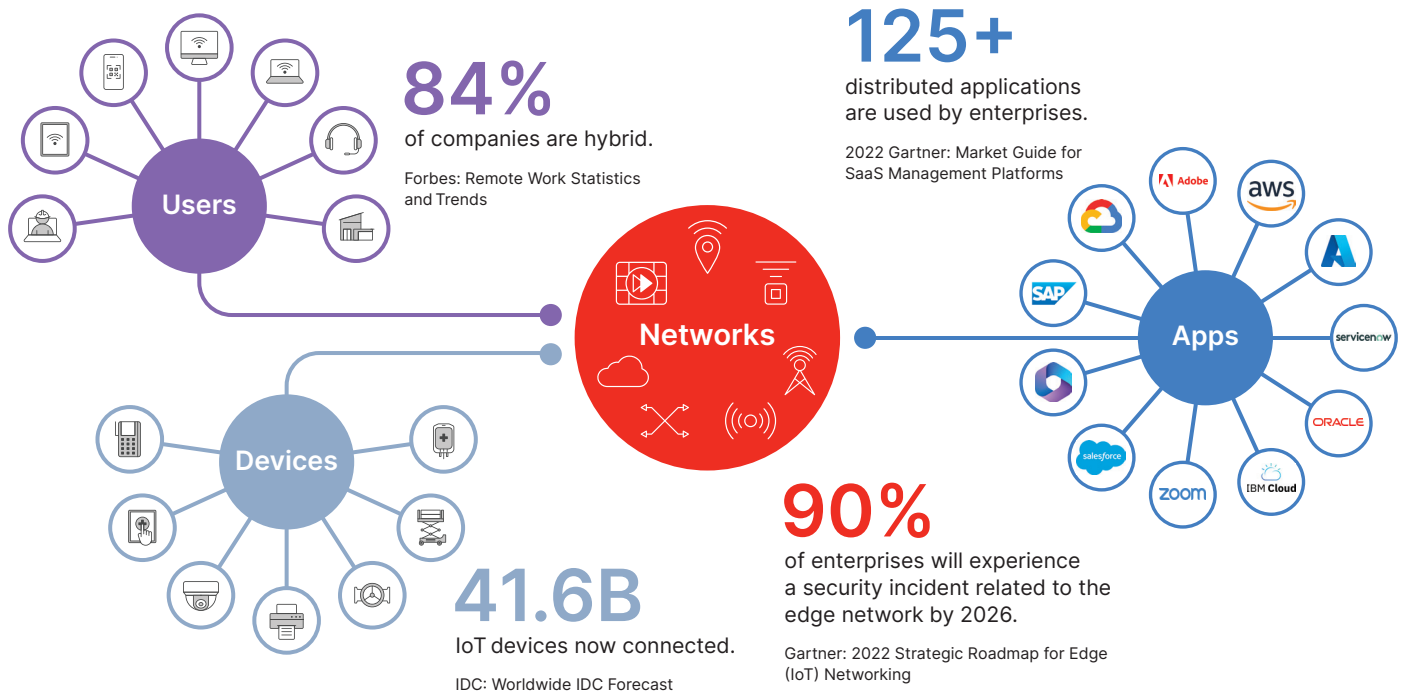 84%
of companies are hybrid.
Forbes: Remote Work Statistics
and Trends
Users
125+
distributed applications
are used by enterprises.
2022 Gartner: Market Guide for
SaaS Management Platforms
Adobe
aws
SAP
servicenow
Apps
ORACLE
salesforce
zoom
IBM Cloud
Networks
Devices
41.6B
IoT devices now connected.
IDC: Worldwide IDC Forecast
90%
of enterprises will experience
a security incident related to the
edge network by 2026.
Gartner: 2022 Strategic Roadmap for Edge
(IoT) Networking